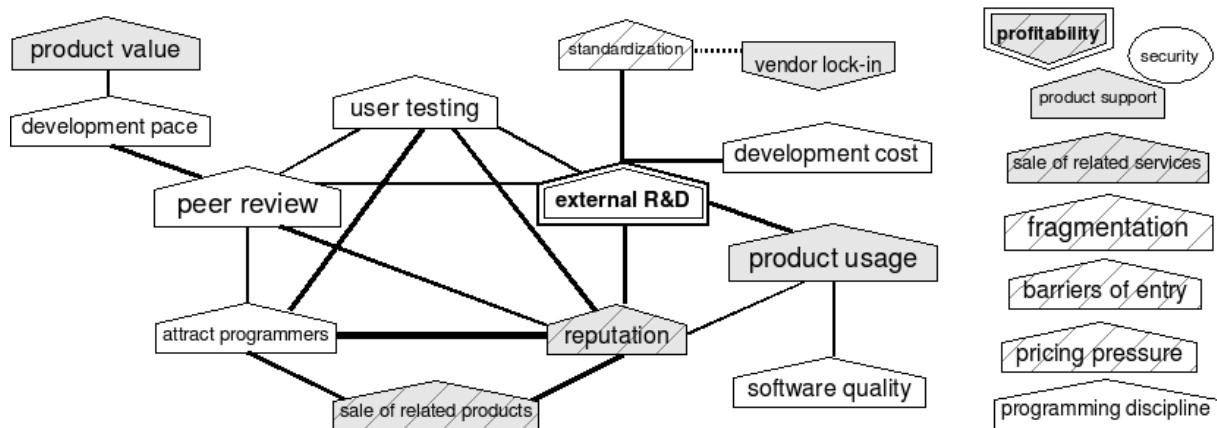 product value
standardization
vendor lock-in
profitability
security
product support
user testing
development pace
development cost
sale of related services
peer review
external R&D
fragmentation
product usage
barriers of entry
attract programmers
reputation
pricing pressure
software quality
sale of related products
programming discipline